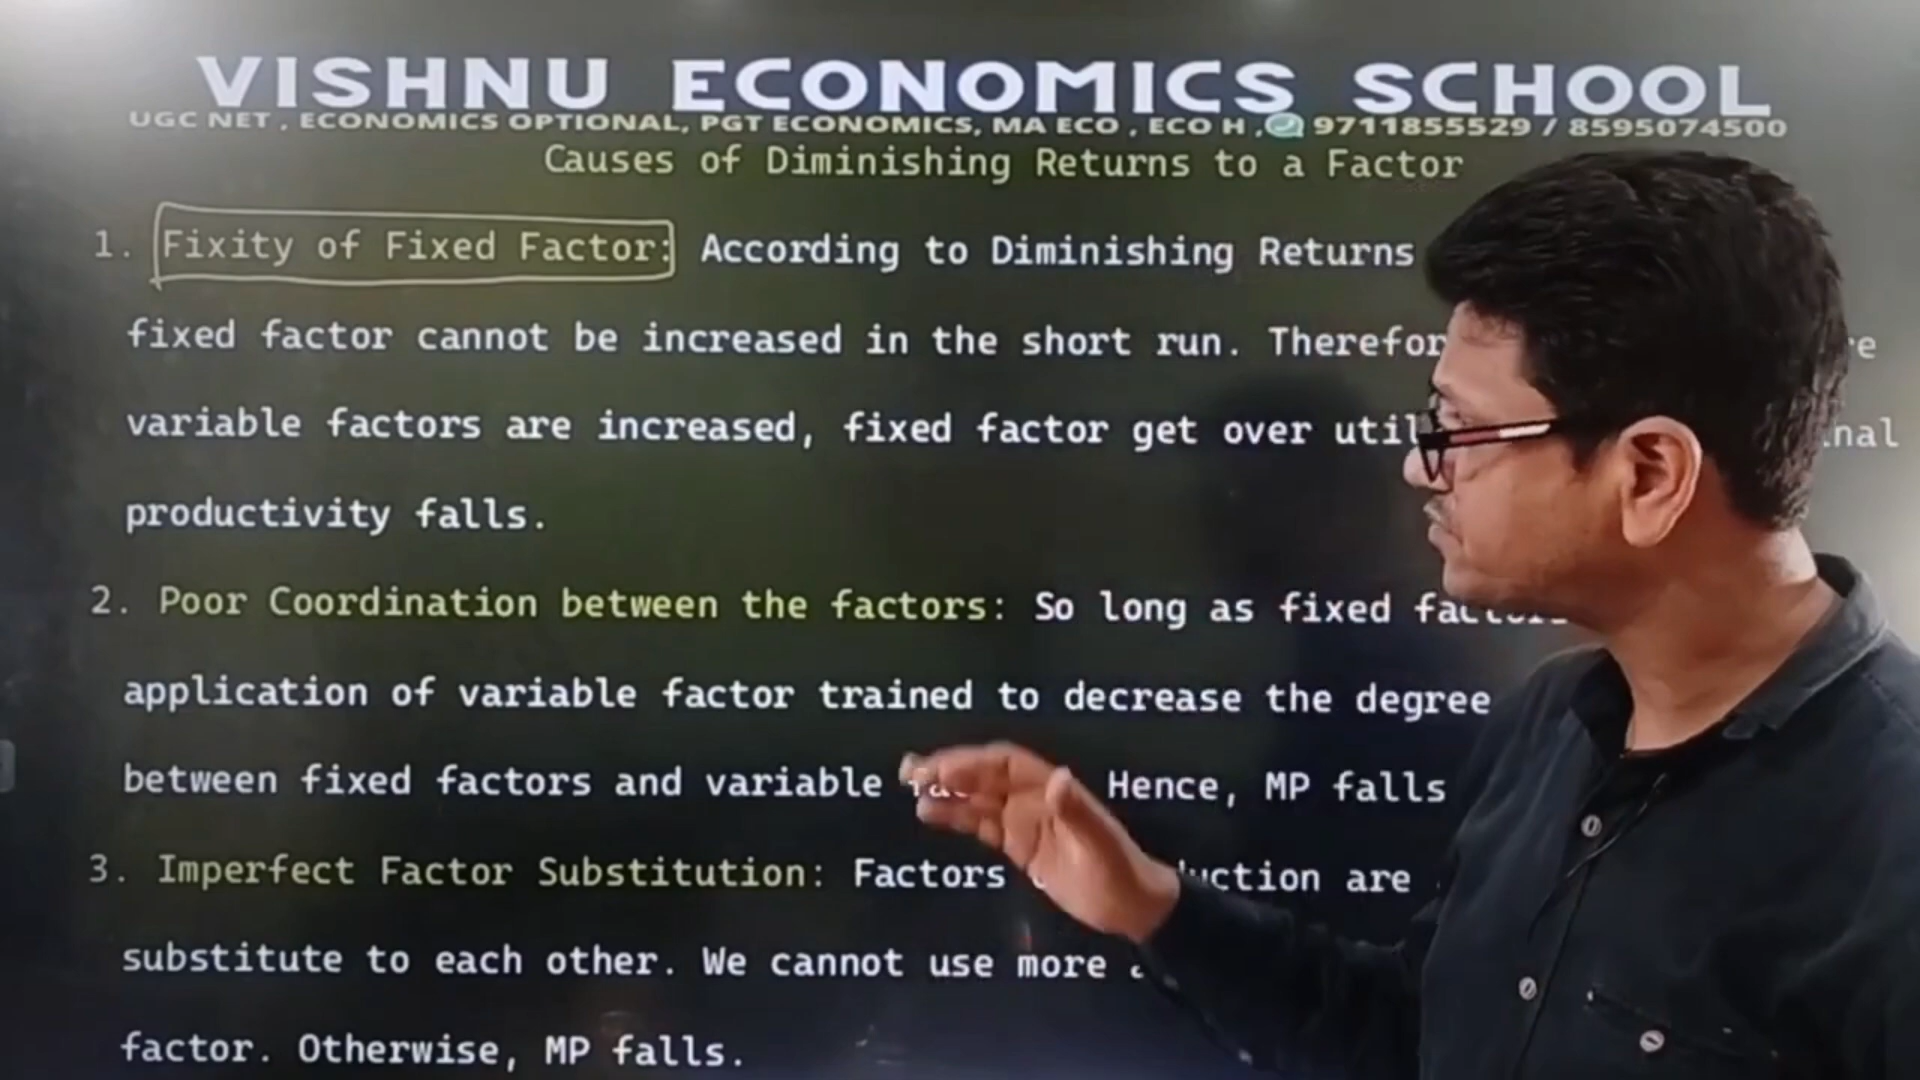 VISHNU ECONOMICS SCHOOL
UGC NET , ECONOMICS OPTIONAL, PGT ECONOMICS, MA ECO , ECO H , 9711855529 / 8595074500
Causes of Diminishing Returns to a Factor
1. Fixity of Fixed Factor: According to Diminishing Returns
fixed factor cannot be increased in the short run.
variable factors are increased, fixed factor get over
productivity falls.
2. Poor Coordination between the factors: So long as fixed
application of variable factor trained to decrease the degree
between fixed factors and variable Hence, MP falls
3. Imperfect Factor Substitution: Factors are
substitute to each other. We cannot use more
factor. Otherwise, MP falls.